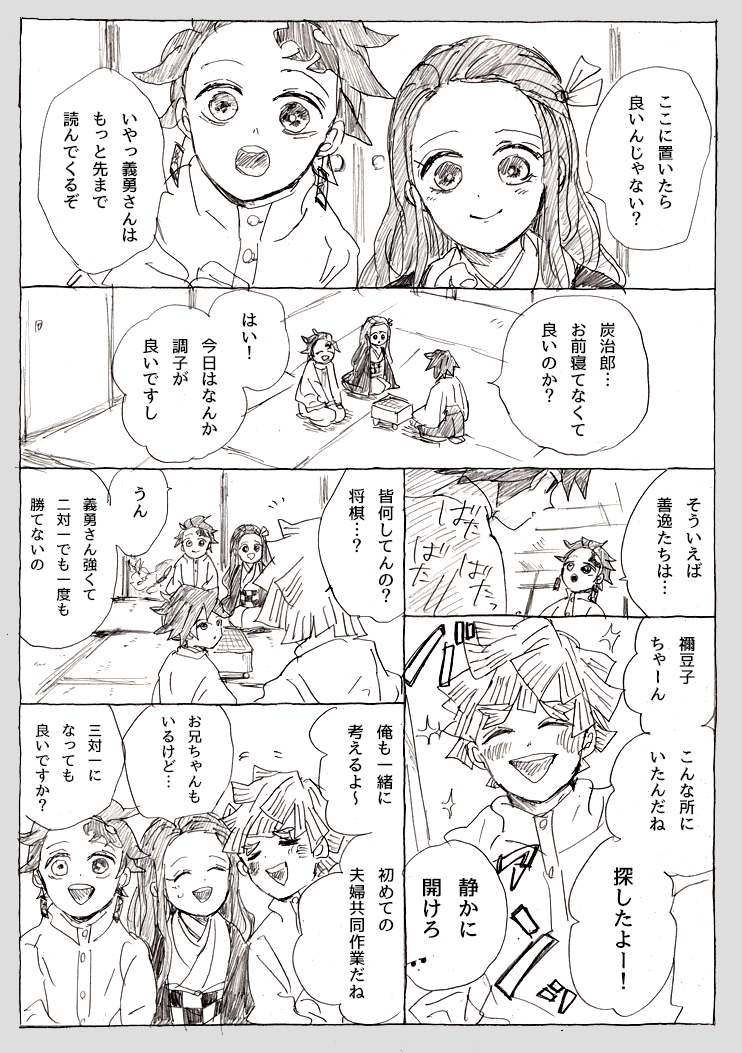 ここに置いたら
良いんじゃない？
いやっ義勇さんは
もっと先まで
読んでくるぞ
炭治郎…
お前寝てなくて
良いのか？
はい！
今日はなんか
調子が
良いですし
そういえば
善逸たちは…
ばた
ばたっ
ばた
ばたっ
皆何してんの？
将棋…？
うん
義勇さん強くて
二対一でも一度も
勝てないの
禰豆子
ちゃーん
こんな所に
いたんだね
探したよー！
静かに
開けろ
俺も一緒に
考えるよ〜
初めての
夫婦共同作業だね
お兄ちゃんも
いるけど…
三対一に
なっても
良いですか？